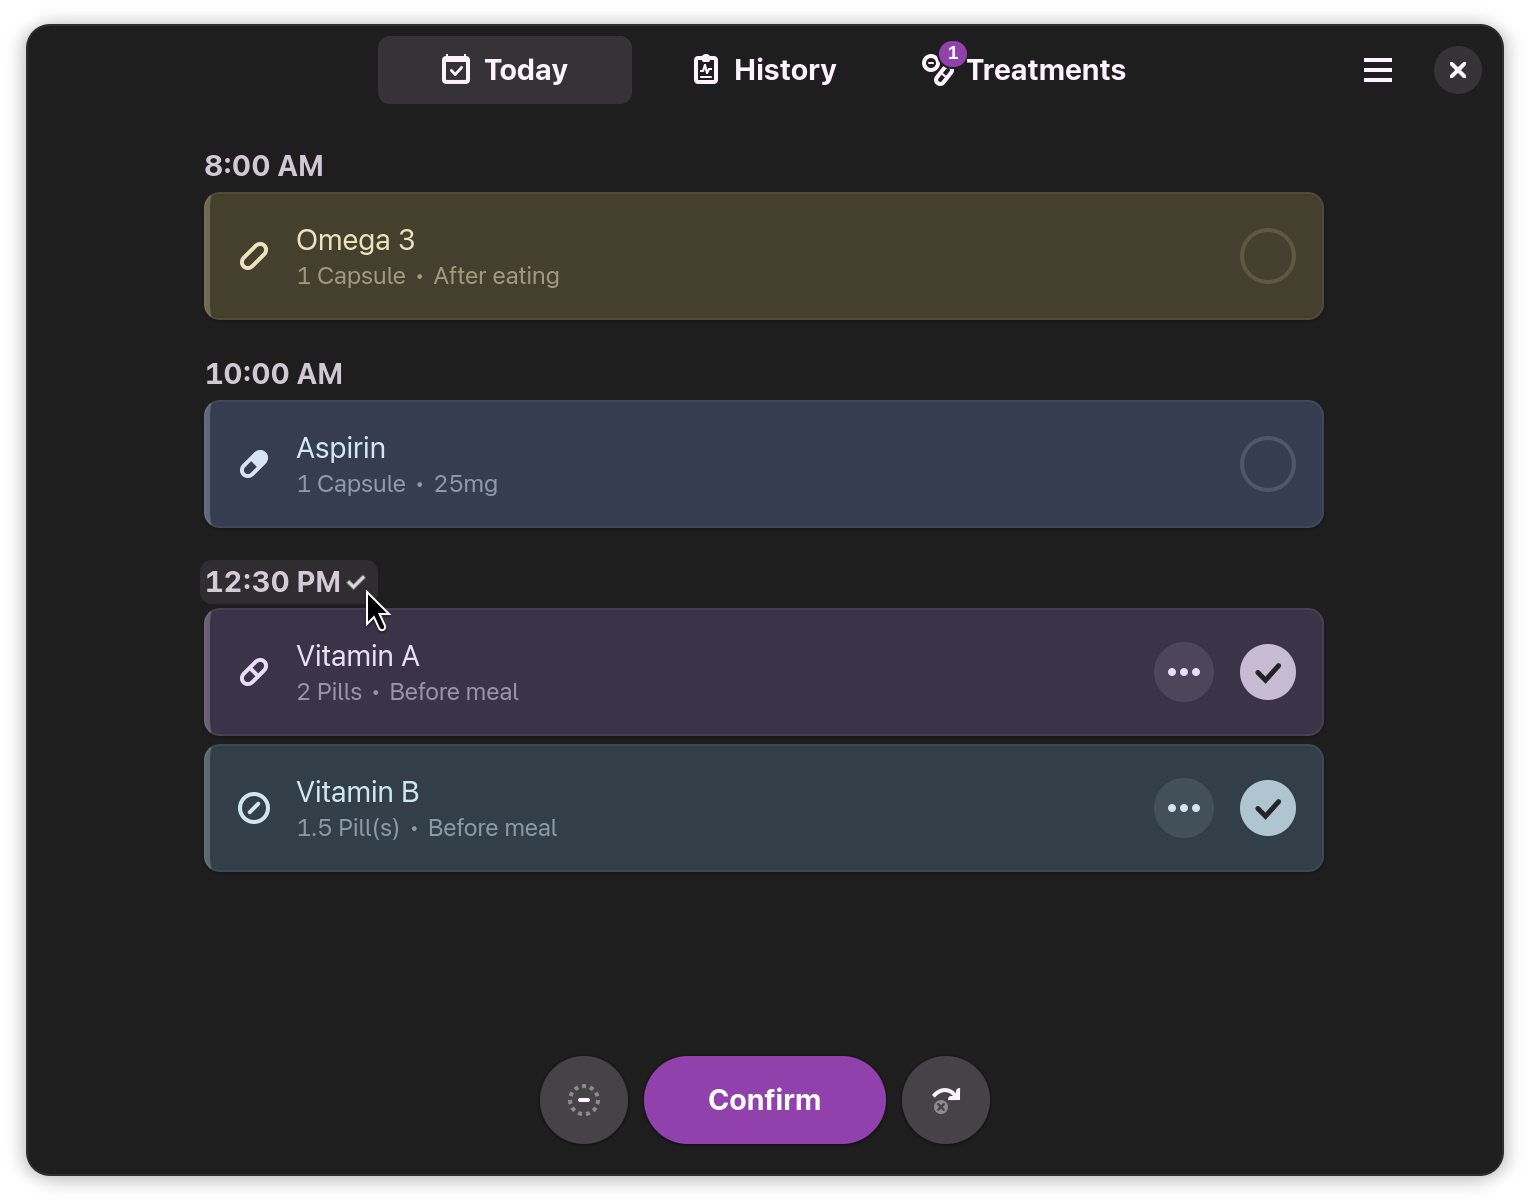 Today
History
1
Treatments
8:00 AM
Omega 3
1 Capsule • After eating
10:00 AM
Aspirin
1 Capsule • 25mg
12:30 PM
Vitamin A
2 Pills • Before meal
Vitamin B
1.5 Pill(s) • Before meal
Confirm